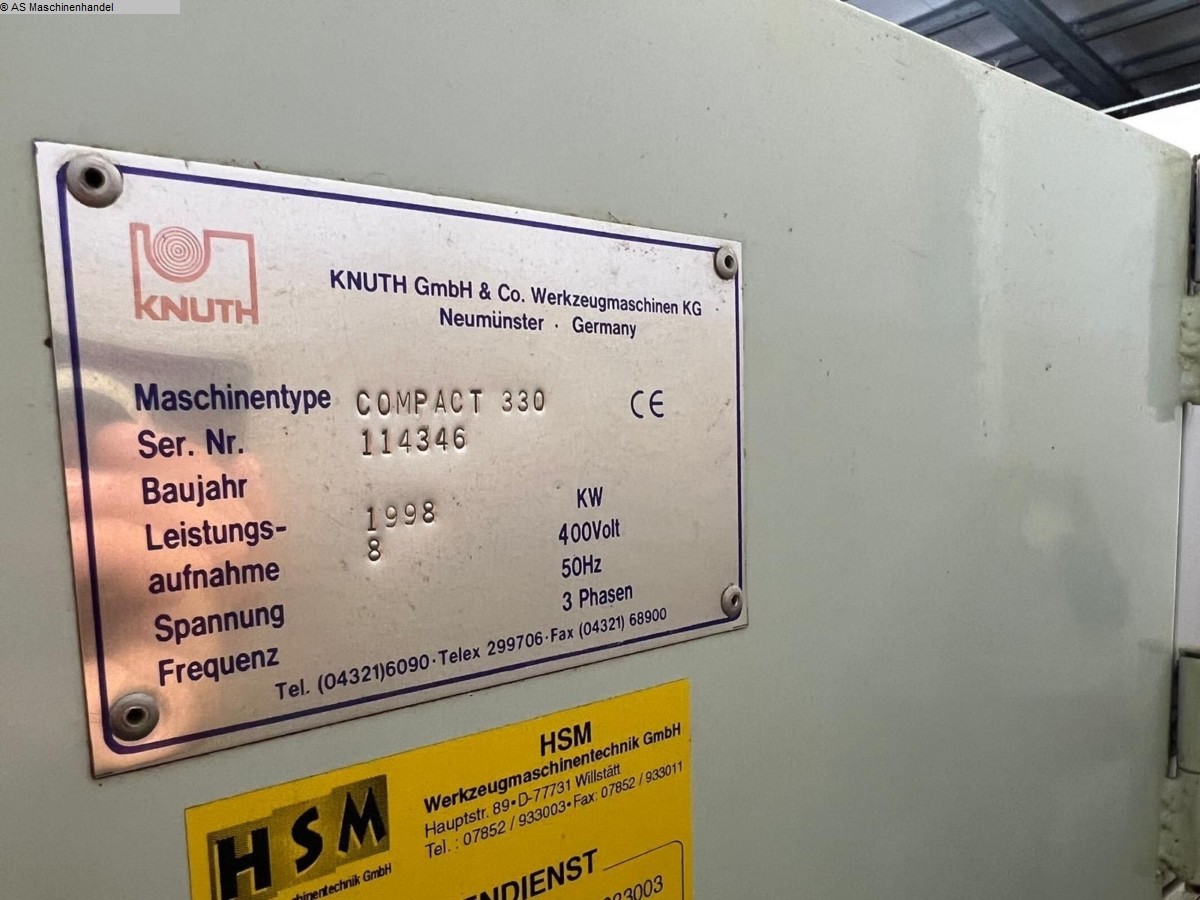 © AS Maschinenhandel
KNUTH
KNUTH GmbH & Co. Werkzeugmaschinen KG
Neumünster · Germany
Maschinentype COMPACT 330 CE
Ser. Nr. 114346
Baujahr 1998
Leistungs- 8 KW
aufnahme
Spannung 400Volt
Frequenz 50Hz
3 Phasen
Tel. (04321)6090·Telex 299706·Fax (04321) 68900
HSM
Werkzeugmaschinentechnik GmbH
Hauptstr. 89•D-77731 Willstätt
Tel.: 07852 / 933003•Fax: 07852 / 933011
HSM
GmbH